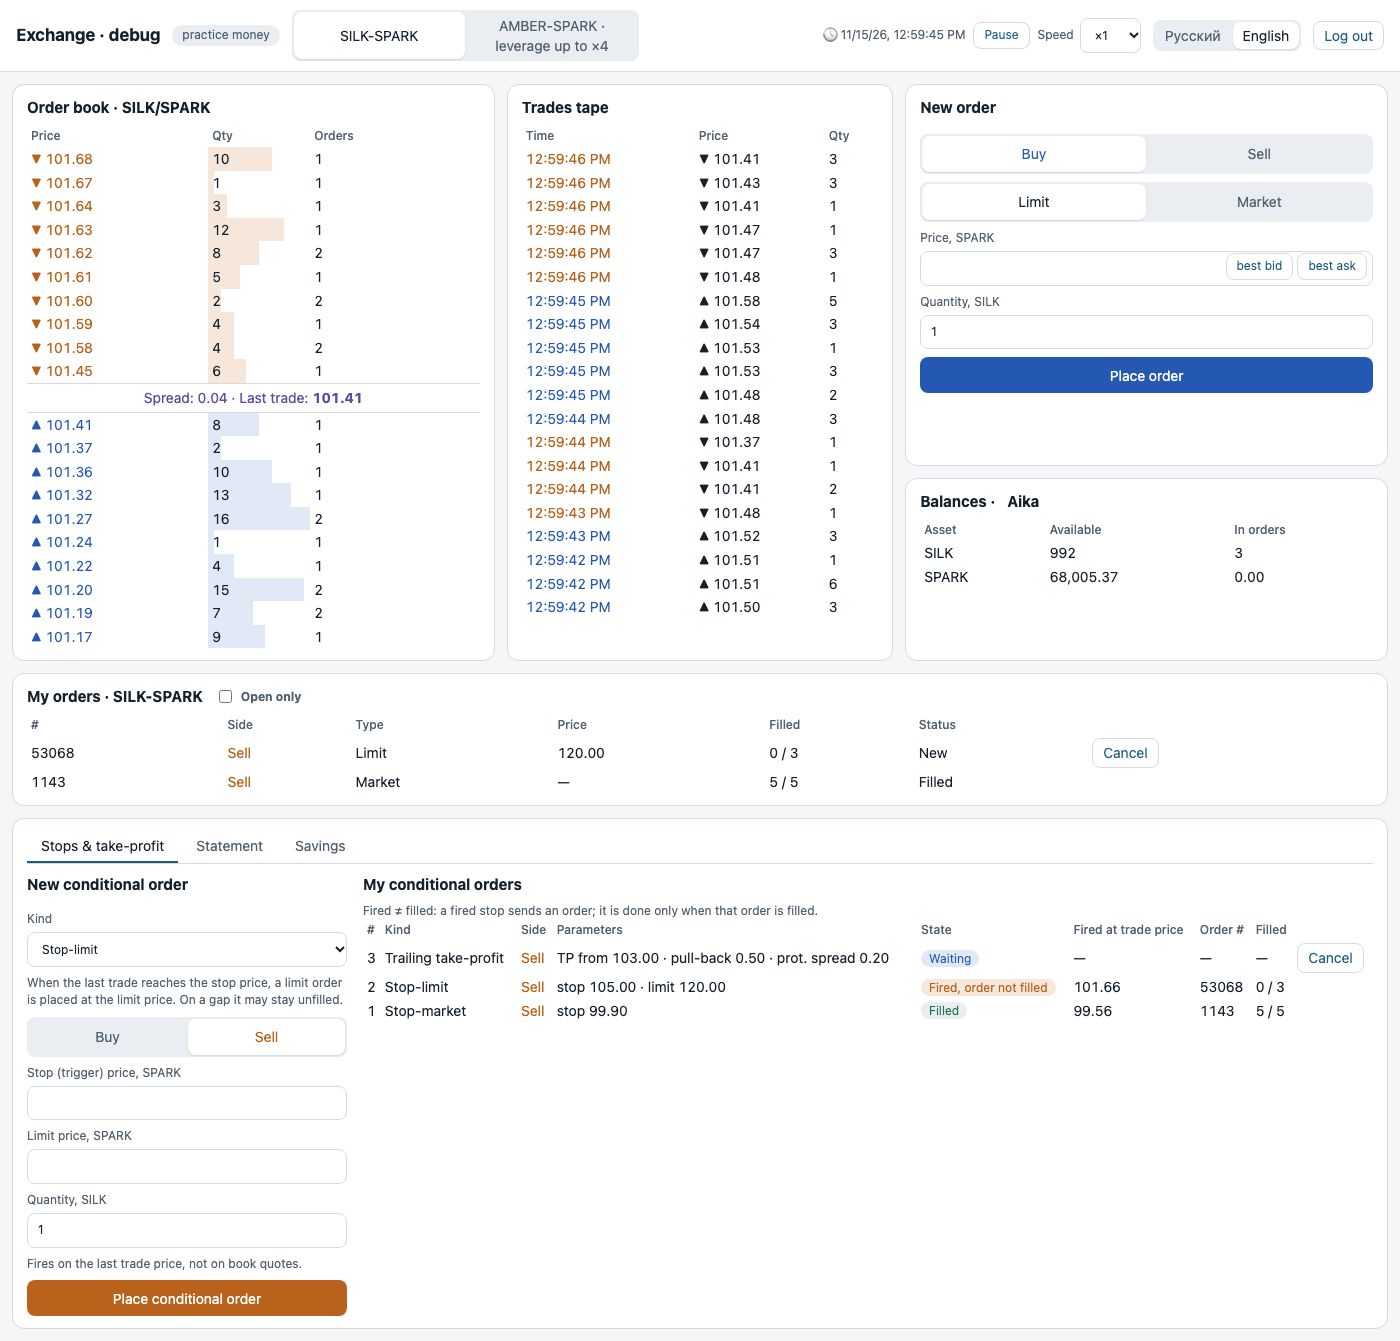 Exchange · debug
practice money
SILK-SPARK
AMBER-SPARK ·
leverage up to ×4
11/15/26, 12:59:45 PM
Pause
Speed
×1
Русский
English
Log out
Order book · SILK/SPARK
Price Qty Orders
▼ 101.68 10 1
▼ 101.67 1 1
▼ 101.64 3 1
▼ 101.63 12 1
▼ 101.62 8 2
▼ 101.61 5 1
▼ 101.60 2 2
▼ 101.59 4 1
▼ 101.58 4 2
▼ 101.45 6 1
Spread: 0.04 · Last trade: 101.41
▲ 101.41 8 1
▲ 101.37 2 1
▲ 101.36 10 1
▲ 101.32 13 1
▲ 101.27 16 2
▲ 101.24 1 1
▲ 101.22 4 1
▲ 101.20 15 2
▲ 101.19 7 2
▲ 101.17 9 1
Trades tape
Time Price Qty
12:59:46 PM ▼ 101.41 3
12:59:46 PM ▼ 101.43 3
12:59:46 PM ▼ 101.41 1
12:59:46 PM ▼ 101.47 1
12:59:46 PM ▼ 101.47 3
12:59:46 PM ▼ 101.48 1
12:59:45 PM ▲ 101.58 5
12:59:45 PM ▲ 101.54 3
12:59:45 PM ▲ 101.53 1
12:59:45 PM ▲ 101.53 3
12:59:45 PM ▲ 101.48 2
12:59:44 PM ▲ 101.48 3
12:59:44 PM ▼ 101.37 1
12:59:44 PM ▼ 101.41 1
12:59:44 PM ▼ 101.41 2
12:59:43 PM ▼ 101.48 1
12:59:43 PM ▲ 101.52 3
12:59:42 PM ▲ 101.51 1
12:59:42 PM ▲ 101.51 6
12:59:42 PM ▲ 101.50 3
New order
Buy Sell
Limit Market
Price, SPARK
best bid best ask
Quantity, SILK
1
Place order
Balances · Aika
Asset Available In orders
SILK 992 3
SPARK 68,005.37 0.00
My orders · SILK-SPARK Open only
# Side Type Price Filled Status
53068 Sell Limit 120.00 0 / 3 New Cancel
1143 Sell Market — 5 / 5 Filled
Stops & take-profit Statement Savings
New conditional order
Kind
Stop-limit
When the last trade reaches the stop price, a limit order
is placed at the limit price. On a gap it may stay unfilled.
Buy Sell
Stop (trigger) price, SPARK
Limit price, SPARK
Quantity, SILK
1
Fires on the last trade price, not on book quotes.
Place conditional order
My conditional orders
Fired ≠ filled: a fired stop sends an order; it is done only when that order is filled.
# Kind Side Parameters State Fired at trade price Order # Filled
3 Trailing take-profit Sell TP from 103.00 · pull-back 0.50 · prot. spread 0.20 Waiting — — — Cancel
2 Stop-limit Sell stop 105.00 · limit 120.00 Fired, order not filled 101.66 53068 0 / 3
1 Stop-market Sell stop 99.90 Filled 99.56 1143 5 / 5